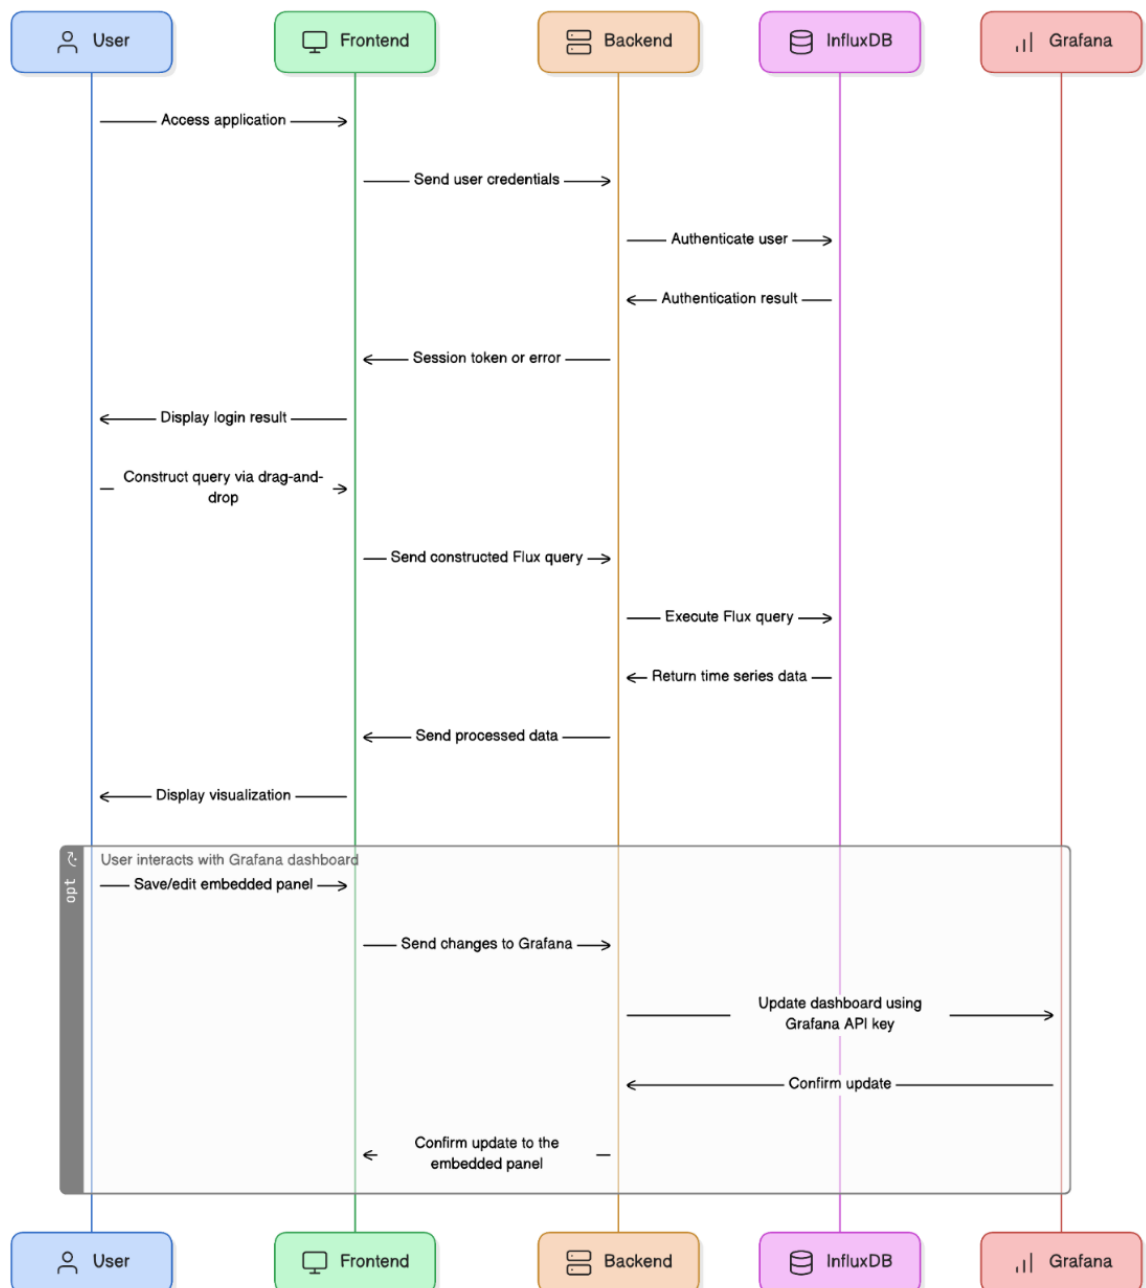 User
Frontend
Backend
InfluxDB
Grafana
Access application
Send user credentials
Authenticate user
Authentication result
Session token or error
Display login result
Construct query via drag-and-
drop
Send constructed Flux query
Execute Flux query
Return time series data
Send processed data
Display visualization
opt
User interacts with Grafana dashboard
Save/edit embedded panel
Send changes to Grafana
Update dashboard using
Grafana API key
Confirm update
Confirm update to the
embedded panel
User
Frontend
Backend
InfluxDB
Grafana